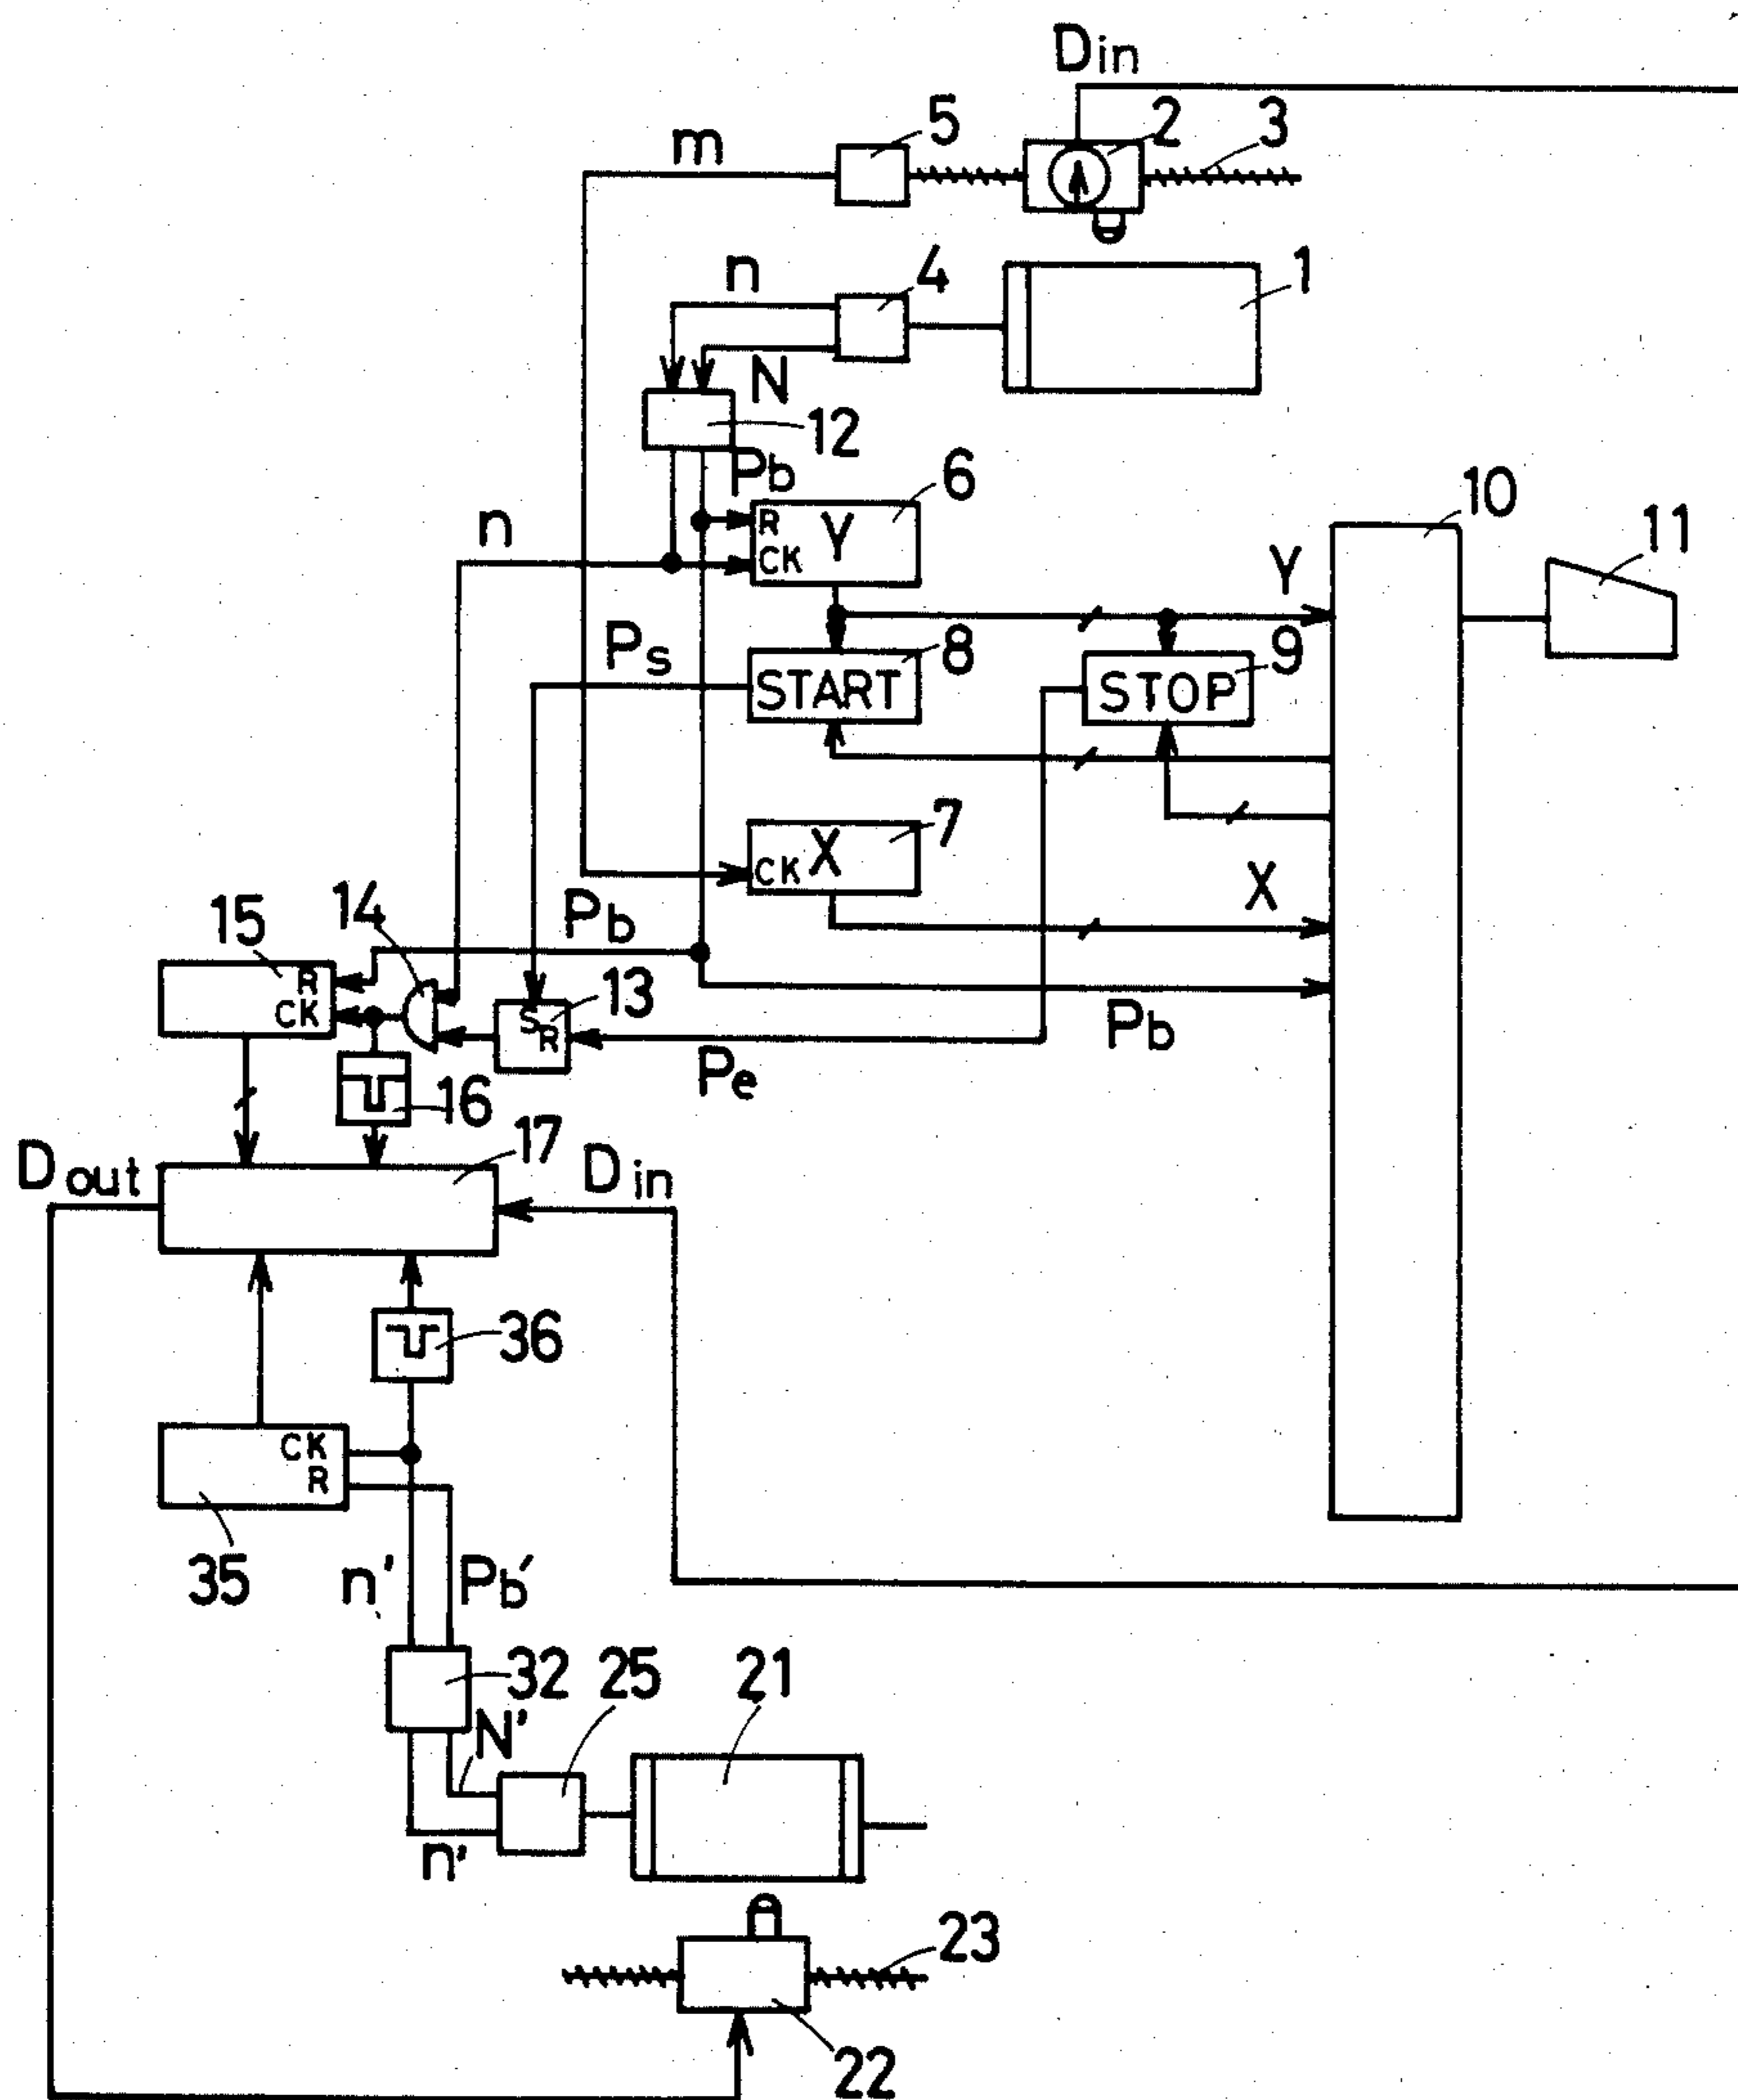 Din
5
2
3
m
n
4
1
N
12
Pb
6
10
11
n
R
Y
CK
Y
Ps
8
9
START
STOP
7
X
CK
X
14
Pb
15
13
R
CK
S
R
Pb
Pe
16
17
Dout
Din
36
CK
R
35
n'
Pb'
32
25
21
N'
n'
23
22